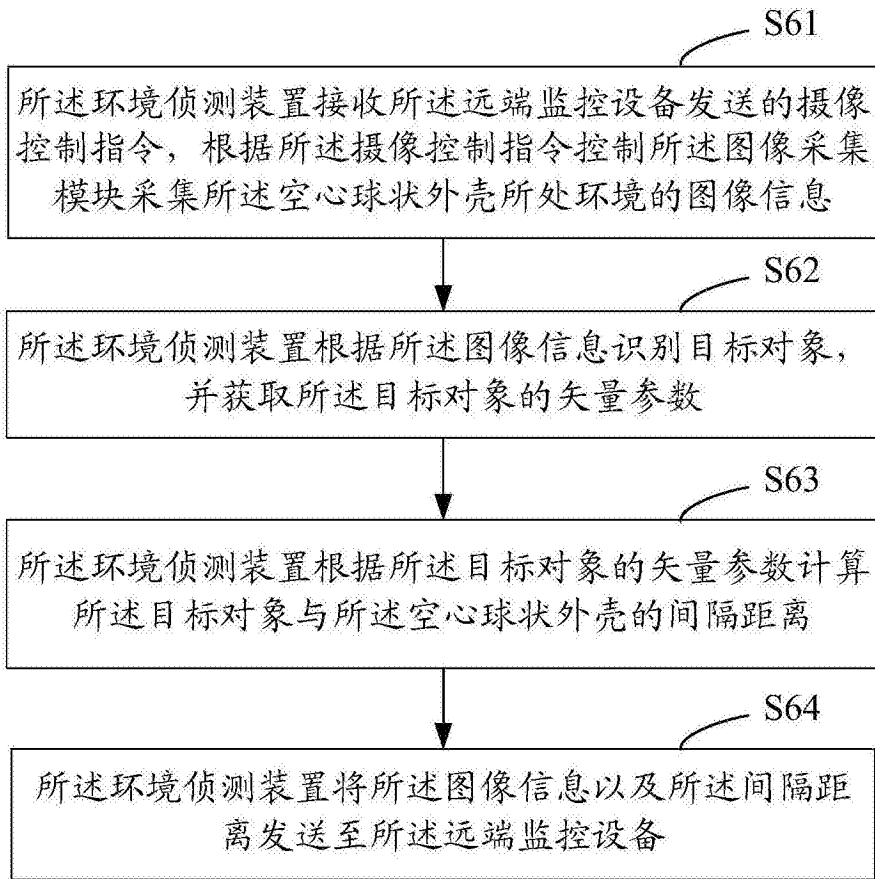 S61
所述环境侦测装置接收所述远端监控设备发送的摄像
控制指令，根据所述摄像控制指令控制所述图像采集
模块采集所述空心球状外壳所处环境的图像信息
S62
所述环境侦测装置根据所述图像信息识别目标对象，
并获取所述目标对象的矢量参数
S63
所述环境侦测装置根据所述目标对象的矢量参数计算
所述目标对象与所述空心球状外壳的间隔距离
S64
所述环境侦测装置将所述图像信息以及所述间隔距
离发送至所述远端监控设备